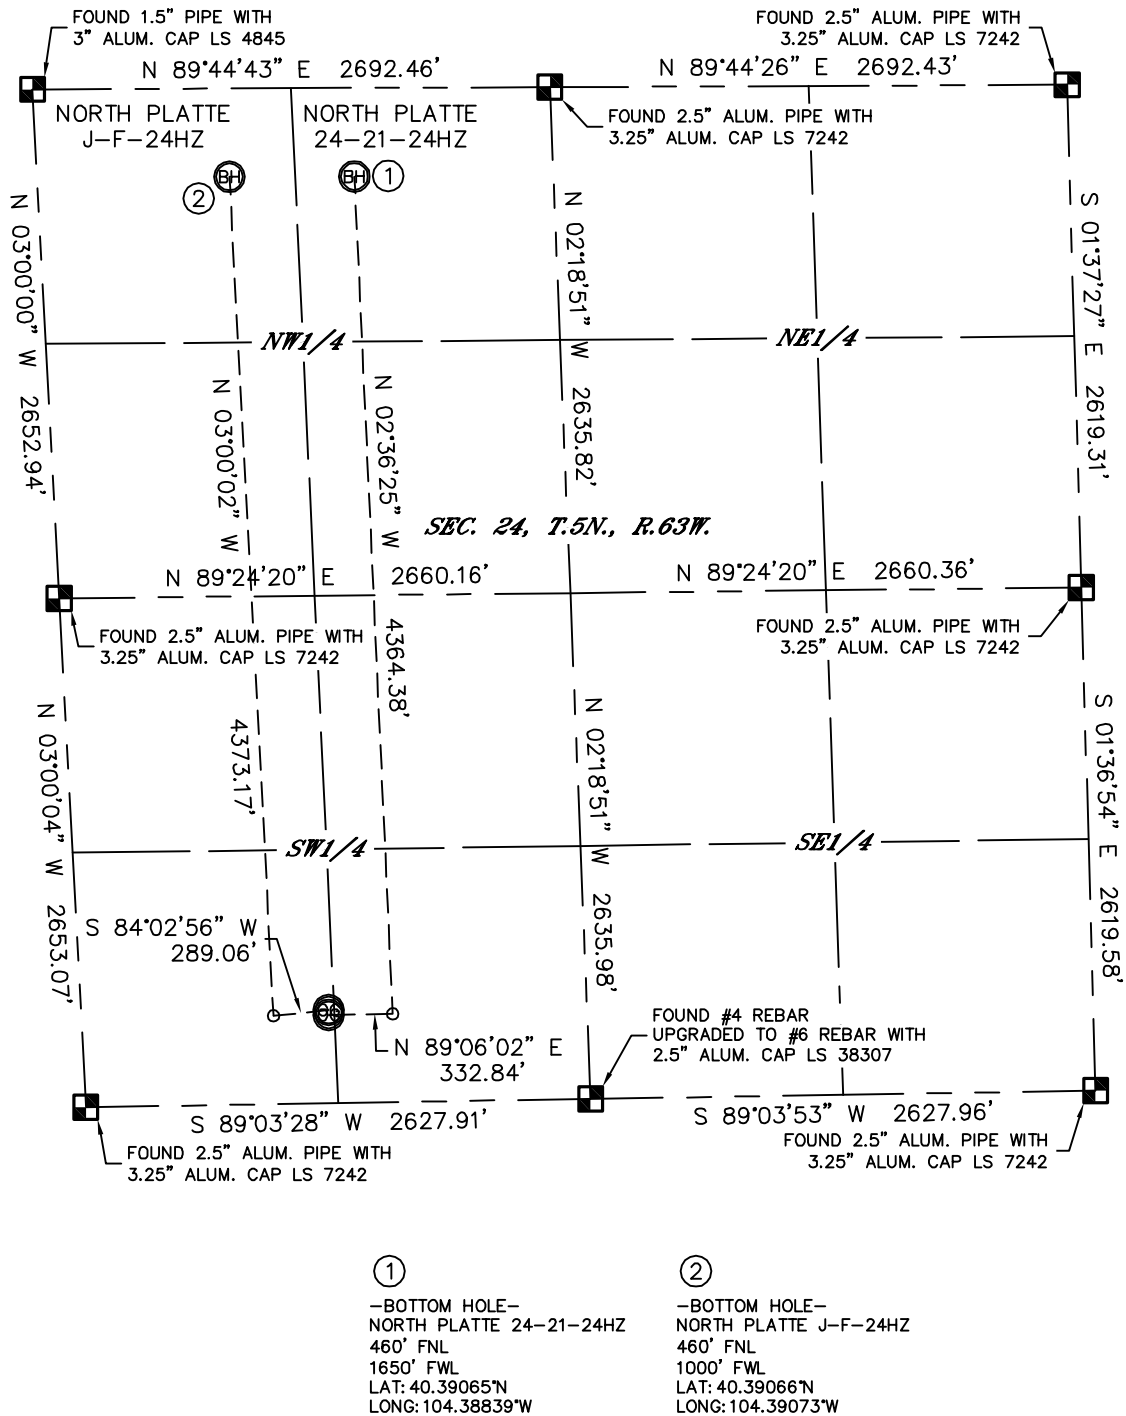 FOUND 1.5” PIPE WITH
3” ALUM. CAP LS 4845
FOUND 2.5” ALUM. PIPE WITH
3.25” ALUM. CAP LS 7242
N 89°44'43” E 2692.46'
N 89°44'26” E 2692.43'
NORTH PLATTE
J-F-24HZ
NORTH PLATTE
24-21-24HZ
FOUND 2.5” ALUM. PIPE WITH
3.25” ALUM. CAP LS 7242
BH
2
BH
1
N 03°00'00” W 2652.94'
N 02°18'51” W 2635.82'
S 01°37'27” E 2619.31'
NW1/4
NE1/4
N 03°00'02” W 4373.17'
N 02°36'25” W 4364.38'
SEC. 24, T.5N., R.63W.
N 89°24'20” E 2660.16'
N 89°24'20” E 2660.36'
FOUND 2.5” ALUM. PIPE WITH
3.25” ALUM. CAP LS 7242
FOUND 2.5” ALUM. PIPE WITH
3.25” ALUM. CAP LS 7242
N 03°00'04” W 2653.07'
N 02°18'51” W 2635.98'
S 01°36'54” E 2619.58'
SW1/4
SE1/4
S 84°02'56” W
289.06'
N 89°06'02” E
332.84'
FOUND #4 REBAR
UPGRADED TO #6 REBAR WITH
2.5” ALUM. CAP LS 38307
S 89°03'28” W 2627.91'
S 89°03'53” W 2627.96'
FOUND 2.5” ALUM. PIPE WITH
3.25” ALUM. CAP LS 7242
FOUND 2.5” ALUM. PIPE WITH
3.25” ALUM. CAP LS 7242
1
-BOTTOM HOLE-
NORTH PLATTE 24-21-24HZ
460' FNL
1650' FWL
LAT: 40.39065°N
LONG: 104.38839°W
2
-BOTTOM HOLE-
NORTH PLATTE J-F-24HZ
460' FNL
1000' FWL
LAT: 40.39066°N
LONG: 104.39073°W